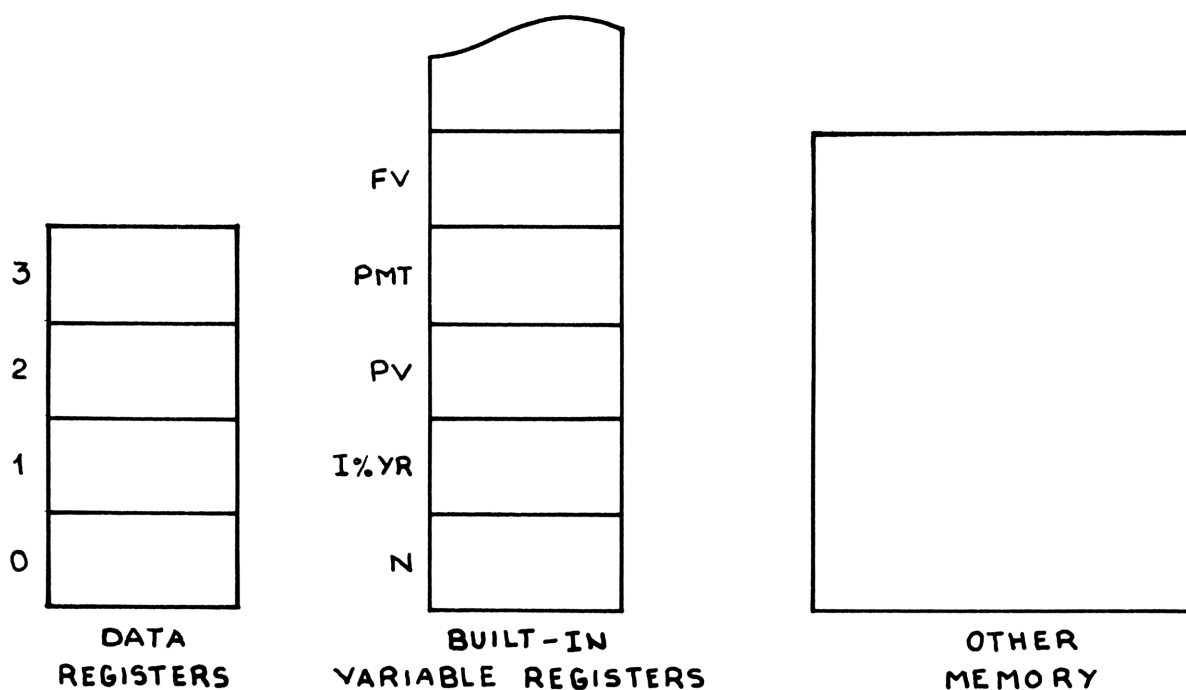 3
2
1
0
DATA
REGISTERS
FV
PMT
PV
I%YR
N
BUILT-IN
VARIABLE REGISTERS
OTHER
MEMORY